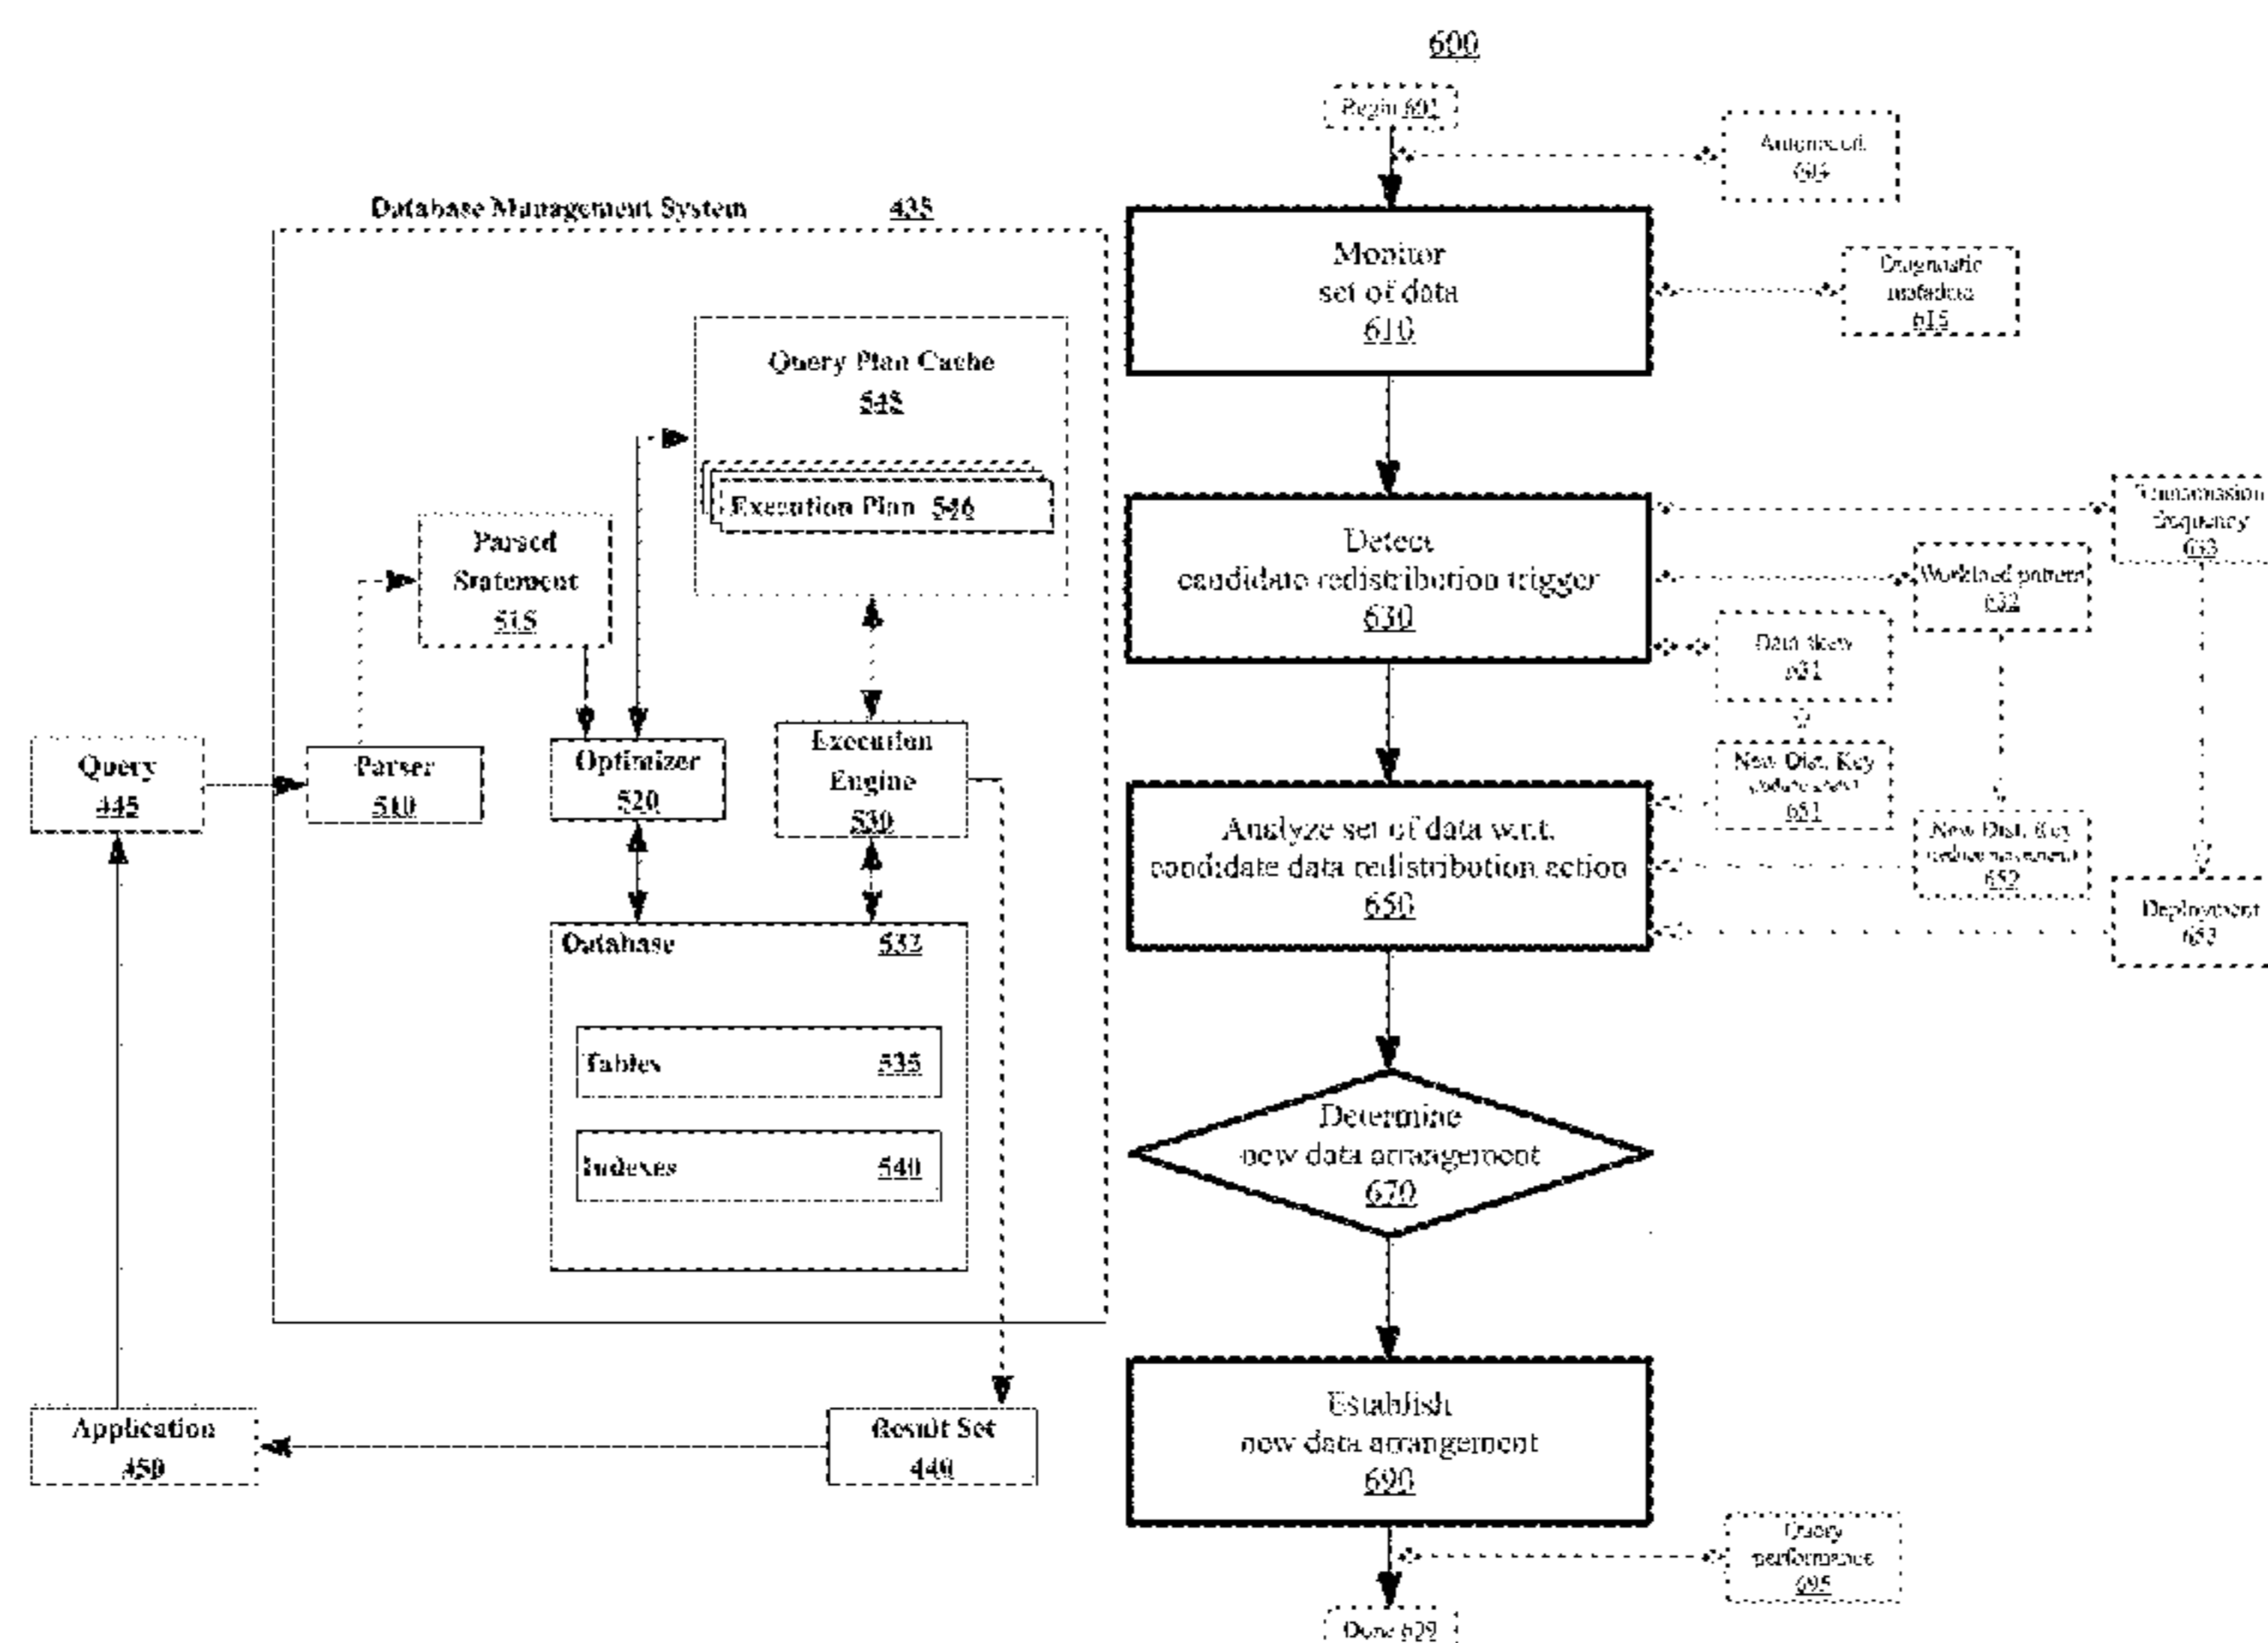 Database Management System 435
Query Plan Cache
548
Execution Plan 546
Parsed
Statement
515
Query
445
Parser
510
Optimizer
520
Execution
Engine
530
Database 532
Tables 535
Indexes 540
Application
450
Result Set
440
600
Begin 601
Automated
604
Monitor
set of data
610
Diagnostic
metadata
615
Detect
candidate redistribution trigger
630
Transmission
frequency
Workload pattern
632
Data skew
631
New Dist. Key
651
New Dist. Key
652
Deployment
653
Analyze set of data w.r.t.
candidate data redistribution action
650
Determine
new data arrangement
670
Establish
new data arrangement
690
Query
performance
695
Done